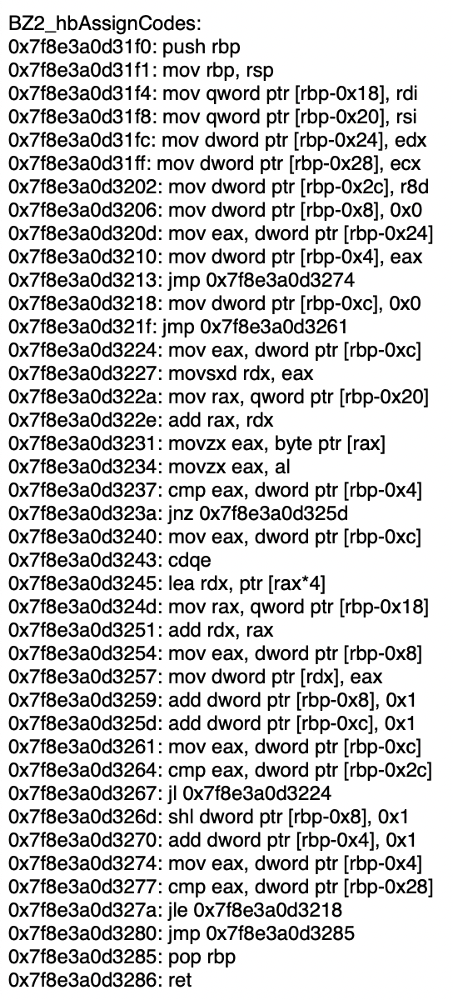 BZ2_hbAssignCodes:
0x7f8e3a0d31f0: push rbp
0x7f8e3a0d31f1: mov rbp, rsp
0x7f8e3a0d31f4: mov qword ptr [rbp-0x18], rdi
0x7f8e3a0d31f8: mov qword ptr [rbp-0x20], rsi
0x7f8e3a0d31fc: mov dword ptr [rbp-0x24], edx
0x7f8e3a0d31ff: mov dword ptr [rbp-0x28], ecx
0x7f8e3a0d3202: mov dword ptr [rbp-0x2c], r8d
0x7f8e3a0d3206: mov dword ptr [rbp-0x8], 0x0
0x7f8e3a0d320d: mov eax, dword ptr [rbp-0x24]
0x7f8e3a0d3210: mov dword ptr [rbp-0x4], eax
0x7f8e3a0d3213: jmp 0x7f8e3a0d3274
0x7f8e3a0d3218: mov dword ptr [rbp-0xc], 0x0
0x7f8e3a0d321f: jmp 0x7f8e3a0d3261
0x7f8e3a0d3224: mov eax, dword ptr [rbp-0xc]
0x7f8e3a0d3227: movsxd rdx, eax
0x7f8e3a0d322a: mov rax, qword ptr [rbp-0x20]
0x7f8e3a0d322e: add rax, rdx
0x7f8e3a0d3231: movzx eax, byte ptr [rax]
0x7f8e3a0d3234: movzx eax, al
0x7f8e3a0d3237: cmp eax, dword ptr [rbp-0x4]
0x7f8e3a0d323a: jnz 0x7f8e3a0d325d
0x7f8e3a0d3240: mov eax, dword ptr [rbp-0xc]
0x7f8e3a0d3243: cdqe
0x7f8e3a0d3245: lea rdx, ptr [rax*4]
0x7f8e3a0d324d: mov rax, qword ptr [rbp-0x18]
0x7f8e3a0d3251: add rdx, rax
0x7f8e3a0d3254: mov eax, dword ptr [rbp-0x8]
0x7f8e3a0d3257: mov dword ptr [rdx], eax
0x7f8e3a0d3259: add dword ptr [rbp-0x8], 0x1
0x7f8e3a0d325d: add dword ptr [rbp-0xc], 0x1
0x7f8e3a0d3261: mov eax, dword ptr [rbp-0xc]
0x7f8e3a0d3264: cmp eax, dword ptr [rbp-0x2c]
0x7f8e3a0d3267: jl 0x7f8e3a0d3224
0x7f8e3a0d326d: shl dword ptr [rbp-0x8], 0x1
0x7f8e3a0d3270: add dword ptr [rbp-0x4], 0x1
0x7f8e3a0d3274: mov eax, dword ptr [rbp-0x4]
0x7f8e3a0d3277: cmp eax, dword ptr [rbp-0x28]
0x7f8e3a0d327a: jle 0x7f8e3a0d3218
0x7f8e3a0d3280: jmp 0x7f8e3a0d3285
0x7f8e3a0d3285: pop rbp
0x7f8e3a0d3286: ret